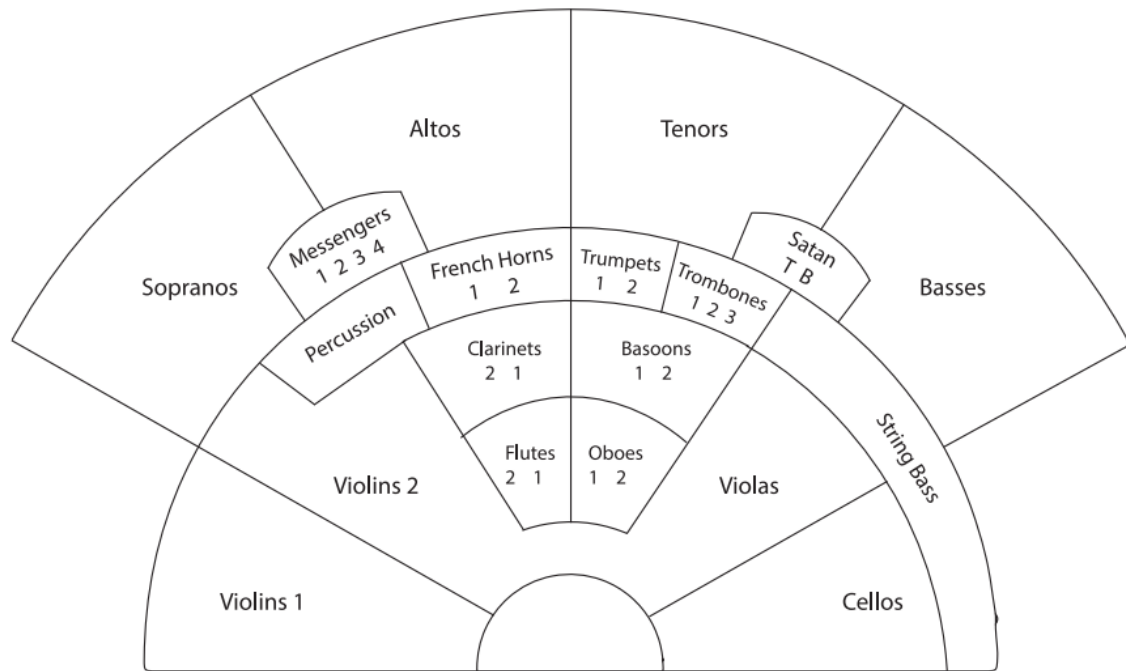 Altos
Tenors
Messengers
1 2 3 4
Satan
T B
Sopranos
French Horns
1 2
Trumpets
1 2
Trombones
1 2 3
Basses
Percussion
Clarinets
2 1
Basoons
1 2
String Bass
Flutes
2 1
Oboes
1 2
Violins 2
Violas
Violins 1
Cellos